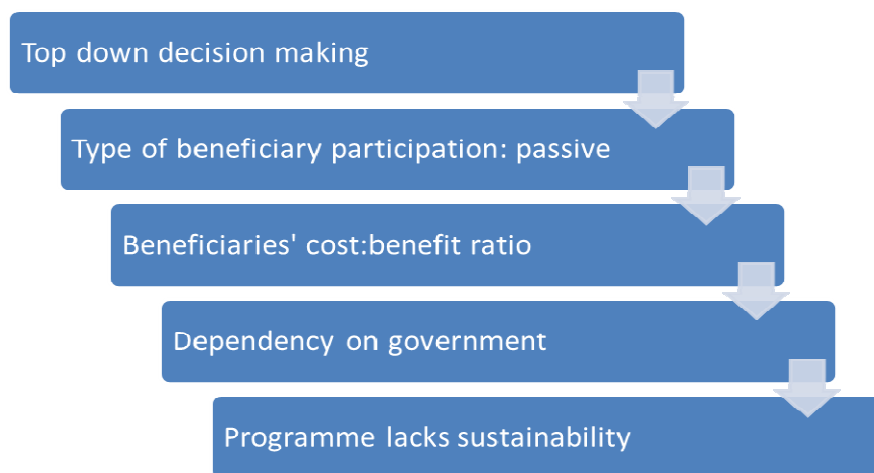 Top down decision making
Type of beneficiary participation: passive
Beneficiaries' cost:benefit ratio
Dependency on government
Programme lacks sustainability